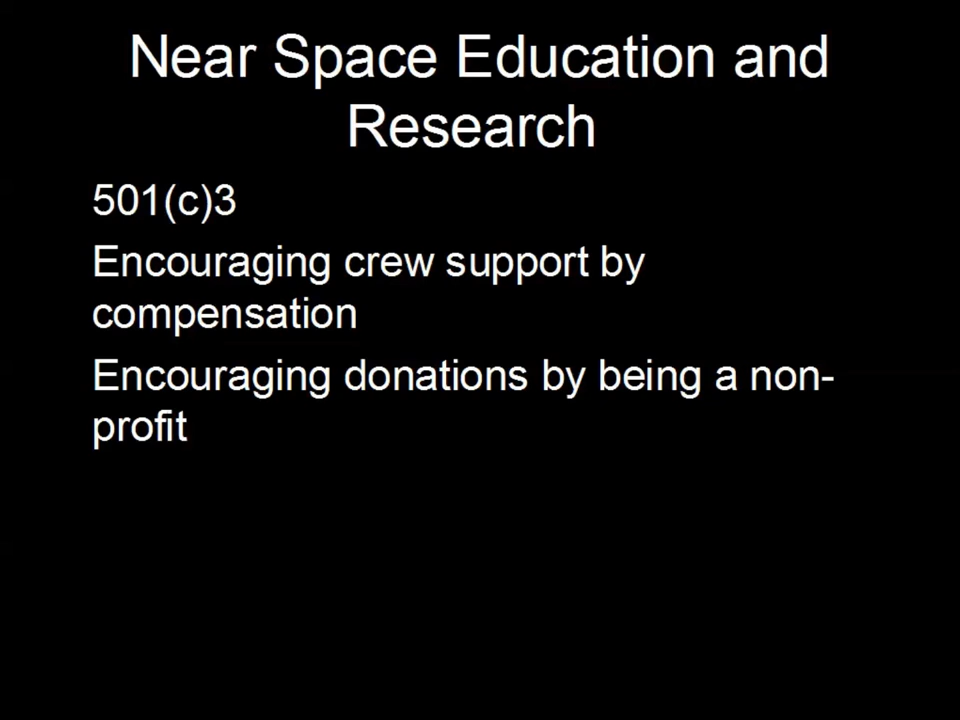 Near Space Education and
Research
501(c)3
Encouraging crew support by
compensation
Encouraging donations by being a non-
profit